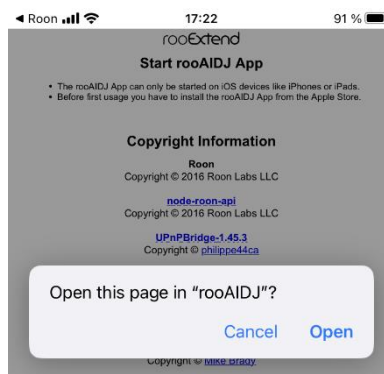 ◀ Roon 17:22 91 %
rooExtend
Start rooAIDJ App
• The rooAIDJ App can only be started on iOS devices like iPhones or iPads.
• Before first usage you have to install the rooAIDJ App from the Apple Store.
Copyright Information
Roon
Copyright © 2016 Roon Labs LLC
node-roon-api
Copyright © 2016 Roon Labs LLC
UPnPBridge-1.45.3
Copyright © philippe44ca
Open this page in “rooAIDJ”?
Cancel Open
Copyright © Mike Brady